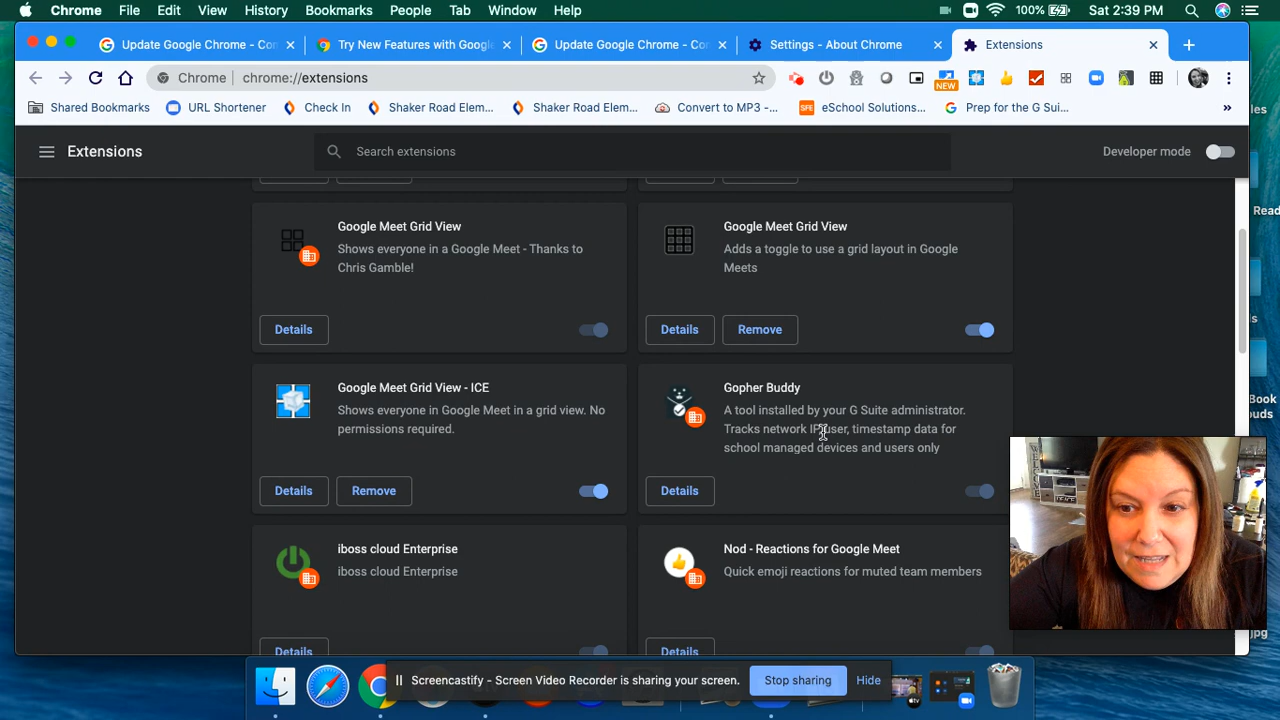 Chrome File Edit View History Bookmarks People Tab Window Help 100% Sat 2:39 PM
Update Google Chrome - Con Try New Features with Google Update Google Chrome - Con Settings - About Chrome Extensions
Chrome chrome://extensions NEW
Shared Bookmarks URL Shortener Check In Shaker Road Elem... Shaker Road Elem... Convert to MP3 -... SFE eSchool Solutions... Prep for the G Sui... »
Extensions Search extensions Developer mode
Google Meet Grid View
Shows everyone in a Google Meet - Thanks to
Chris Gamble!
Details
Google Meet Grid View
Adds a toggle to use a grid layout in Google
Meets
Details Remove
Google Meet Grid View - ICE
Shows everyone in Google Meet in a grid view. No
permissions required.
Details Remove
Gopher Buddy
A tool installed by your G Suite administrator.
Tracks network IP, user, timestamp data for
school managed devices and users only
Details
iboss cloud Enterprise
iboss cloud Enterprise
Details
Nod - Reactions for Google Meet
Quick emoji reactions for muted team members
Details
Screencastify - Screen Video Recorder is sharing your screen. Stop sharing Hide
tv